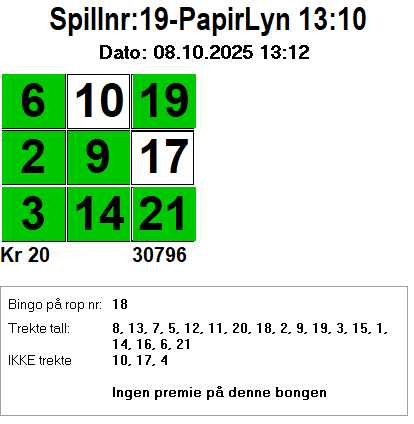 Spillnr:19-PapirLyn 13:10
Dato: 08.10.2025 13:12
6 10 19
2 9 17
3 14 21
Kr 20 30796
Bingo på rop nr: 18
Trekte tall: 8, 13, 7, 5, 12, 11, 20, 18, 2, 9, 19, 3, 15, 1,
14, 16, 6, 21
IKKE trekte 10, 17, 4
Ingen premie på denne bongen